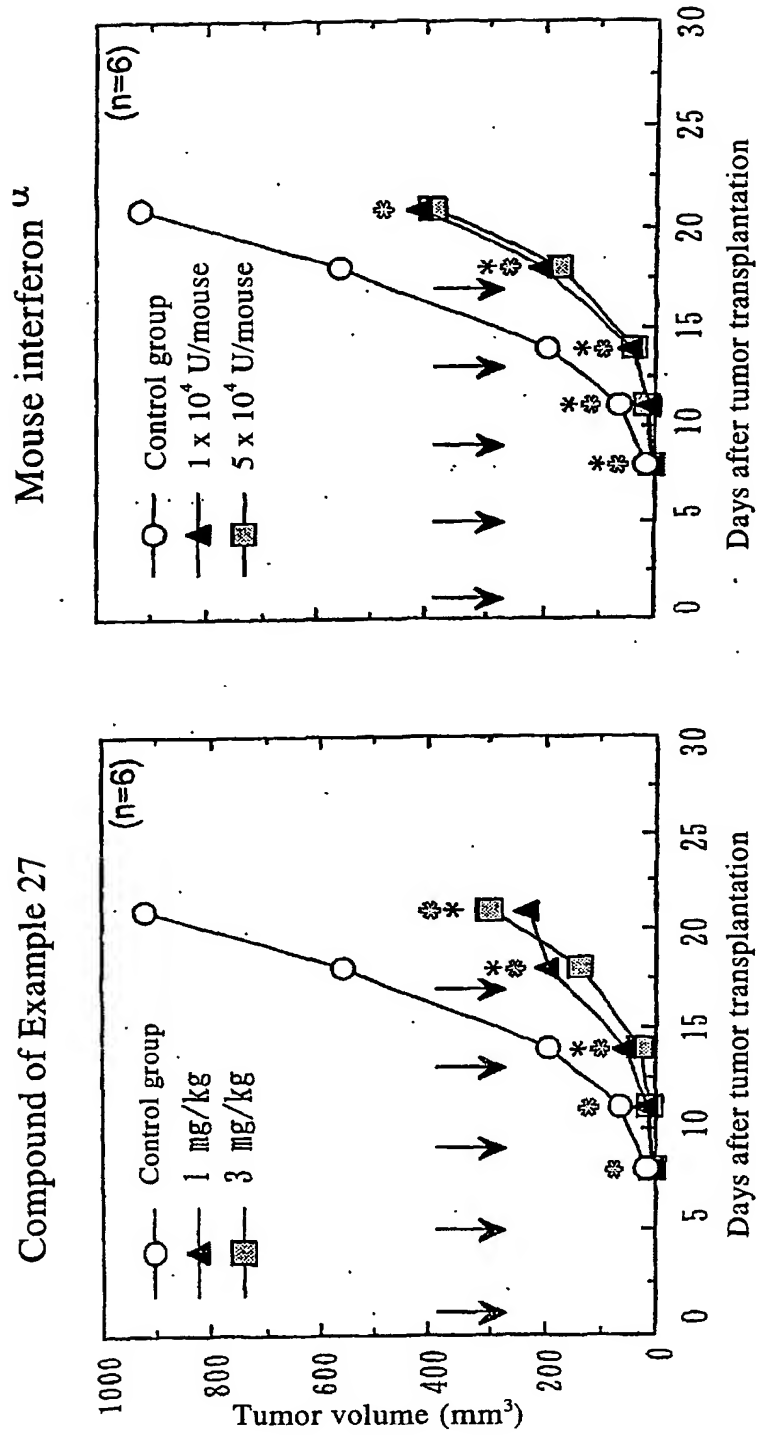 Compound of Example 27
(n=6)
Control group
1 mg/kg
3 mg/kg
Tumor volume (mm³)
1000
800
600
400
200
0
* *
* *
* *
*
*
0 5 10 15 20 25 30
Days after tumor transplantation
Mouse interferon α
(n=6)
Control group
1 x 10⁴ U/mouse
5 x 10⁴ U/mouse
*
* *
* *
* *
* *
0 5 10 15 20 25 30
Days after tumor transplantation